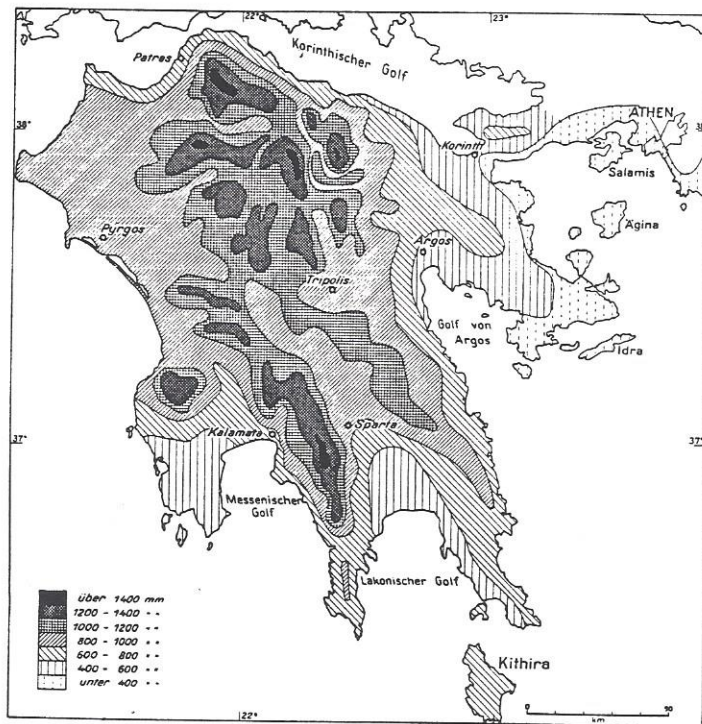 22°
23°
Korinthischer Golf
Patras
38°
ATHEN
38
Korinth
Salamis
Ägina
Pyrgos
Argos
Tripolis
Golf von
Argos
Idra
37°
37°
Kalamata
Sparta
Messenischer
Golf
Lakonischer Golf
über 1400 mm
1200 - 1400 "
1000 - 1200 "
800 - 1000 "
600 - 800 "
400 - 600 "
unter 400 "
Kithira
22°
0
km